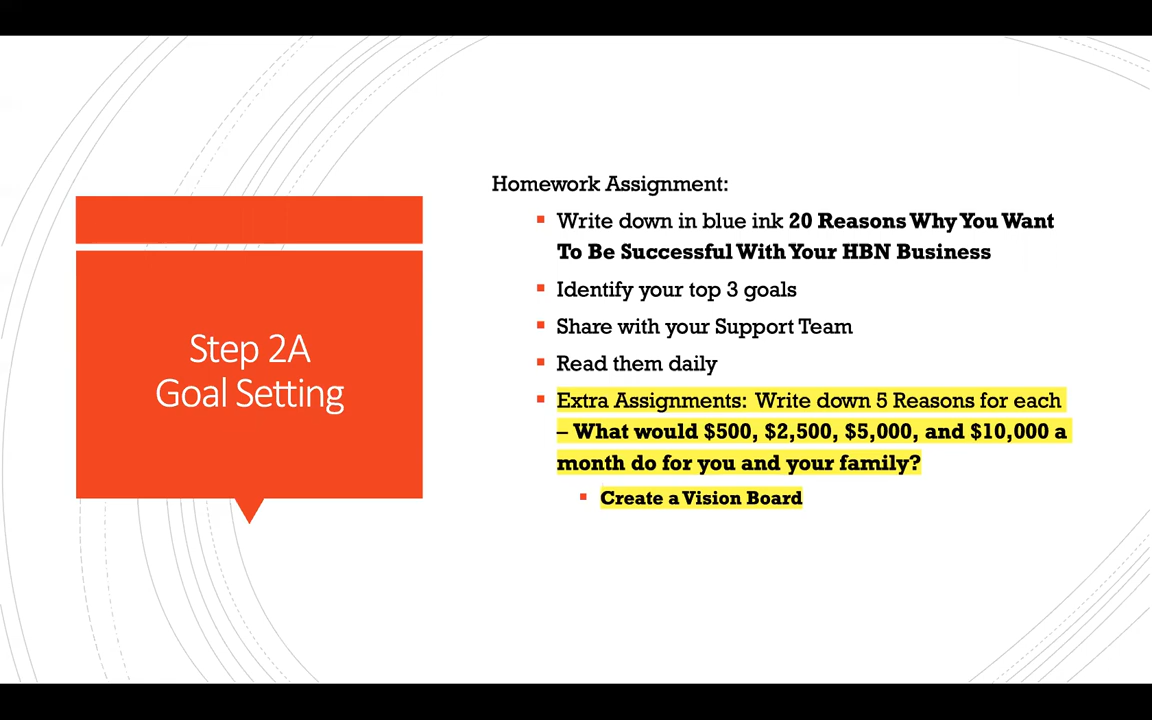 Step 2A
Goal Setting
Homework Assignment:
Write down in blue ink 20 Reasons Why You Want
To Be Successful With Your HBN Business
Identify your top 3 goals
Share with your Support Team
Read them daily
Extra Assignments: Write down 5 Reasons for each
– What would $500, $2,500, $5,000, and $10,000 a
month do for you and your family?
Create a Vision Board